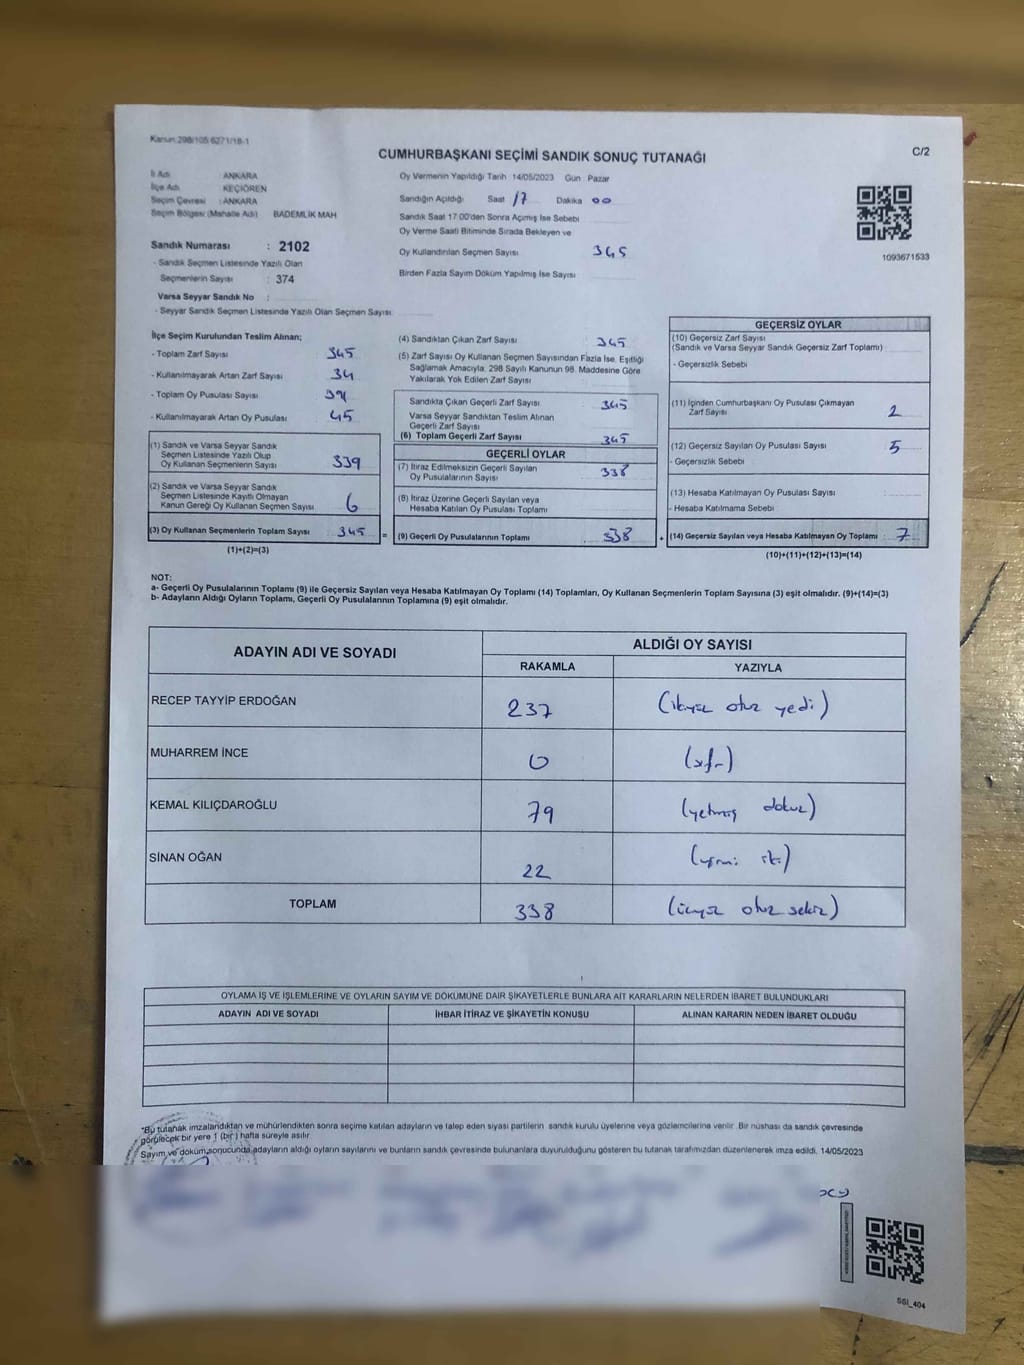 Kanun:298/105 6271/18-1
CUMHURBAŞKANI SEÇİMİ SANDIK SONUÇ TUTANAĞI
C/2
İl Adı ANKARA
İlçe Adı KEÇİÖREN
Seçim Çevresi : ANKARA
Seçim Bölgesi (Mahalle Adı) BADEMLİK MAH
Sandık Numarası : 2102
- Sandık Seçmen Listesinde Yazılı Olan
Seçmenlerin Sayısı : 374
Varsa Seyyar Sandık No :
- Seyyar Sandık Seçmen Listesinde Yazılı Olan Seçmen Sayısı
Oy Vermenin Yapıldığı Tarih 14/05/2023 Gün : Pazar
Sandığın Açıldığı Saat 17 Dakika 00
Sandık Saat 17:00'den Sonra Açılmış İse Sebebi
Oy Verme Saati Bitiminde Sırada Bekleyen ve
Oy Kullandırılan Seçmen Sayısı 345
Birden Fazla Sayım Döküm Yapılmış İse Sayısı
1093671533
İlçe Seçim Kurulundan Teslim Alınan;
- Toplam Zarf Sayısı 345
- Kullanılmayarak Artan Zarf Sayısı 34
- Toplam Oy Pusulası Sayısı
- Kullanılmayarak Artan Oy Pusulası 45
(1) Sandık ve Varsa Seyyar Sandık
Seçmen Listesinde Yazılı Olup
Oy Kullanan Seçmenlerin Sayısı 339
(2) Sandık ve Varsa Seyyar Sandık
Seçmen Listesinde Kayıtlı Olmayan
Kanun Gereği Oy Kullanan Seçmen Sayısı 6
(3) Oy Kullanan Seçmenlerin Toplam Sayısı 345 =
(1)+(2)=(3)
(4) Sandıktan Çıkan Zarf Sayısı 345
(5) Zarf Sayısı Oy Kullanan Seçmen Sayısından Fazla İse, Eşitliği
Sağlamak Amacıyla, 298 Sayılı Kanunun 98. Maddesine Göre
Yakılarak Yok Edilen Zarf Sayısı
Sandıkta Çıkan Geçerli Zarf Sayısı 345
Varsa Seyyar Sandıktan Teslim Alınan
Geçerli Zarf Sayısı
(6) Toplam Geçerli Zarf Sayısı 345
GEÇERLİ OYLAR
(7) İtiraz Edilmeksizin Geçerli Sayılan
Oy Pusulalarının Sayısı 338
(8) İtiraz Üzerine Geçerli Sayılan veya
Hesaba Katılan Oy Pusulası Toplamı
(9) Geçerli Oy Pusulalarının Toplamı 338 +
GEÇERSİZ OYLAR
(10) Geçersiz Zarf Sayısı
(Sandık ve Varsa Seyyar Sandık Geçersiz Zarf Toplamı)
- Geçersizlik Sebebi
(11) İçinden Cumhurbaşkanı Oy Pusulası Çıkmayan
Zarf Sayısı 2
(12) Geçersiz Sayılan Oy Pusulası Sayısı 5
- Geçersizlik Sebebi
(13) Hesaba Katılmayan Oy Pusulası Sayısı
- Hesaba Katılmama Sebebi
(14) Geçersiz Sayılan veya Hesaba Katılmayan Oy Toplamı 7
(10)+(11)+(12)+(13)=(14)
NOT:
a- Geçerli Oy Pusulalarının Toplamı (9) ile Geçersiz Sayılan veya Hesaba Katılmayan Oy Toplamı (14) Toplamları, Oy Kullanan Seçmenlerin Toplam Sayısına (3) eşit olmalıdır. (9)+(14)=(3)
b- Adayların Aldığı Oyların Toplamı, Geçerli Oy Pusulalarının Toplamına (9) eşit olmalıdır.
ADAYIN ADI VE SOYADI
ALDIĞI OY SAYISI
RAKAMLA YAZIYLA
RECEP TAYYİP ERDOĞAN 237 (ikiyüz otuz yedi)
MUHARREM İNCE 0 (sıfır)
KEMAL KILIÇDAROĞLU 79 (yetmiş dokuz)
SİNAN OĞAN 22 (yirmi iki)
TOPLAM 338 (üçyüz otuz sekiz)
OYLAMA İŞ VE İŞLEMLERİNE VE OYLARIN SAYIM VE DÖKÜMÜNE DAİR ŞİKAYETLERLE BUNLARA AİT KARARLARIN NELERDEN İBARET BULUNDUKLARI
ADAYIN ADI VE SOYADI İHBAR İTİRAZ VE ŞİKAYETİN KONUSU ALINAN KARARIN NEDEN İBARET OLDUĞU
*Bu tutanak imzalandıktan ve mühürlendikten sonra seçime katılan adayların ve talep eden siyasi partilerin sandık kurulu üyelerine veya gözlemcilerine verilir. Bir nüshası da sandık çevresinde
görülecek bir yere 1 (bir) hafta süreyle asılır.
Sayım ve döküm sonucunda adayların aldığı oyların sayılarını ve bunların sandık çevresinde bulunanlara duyurulduğunu gösteren bu tutanak tarafımızdan düzenlenerek imza edildi. 14/05/2023
SSI_404